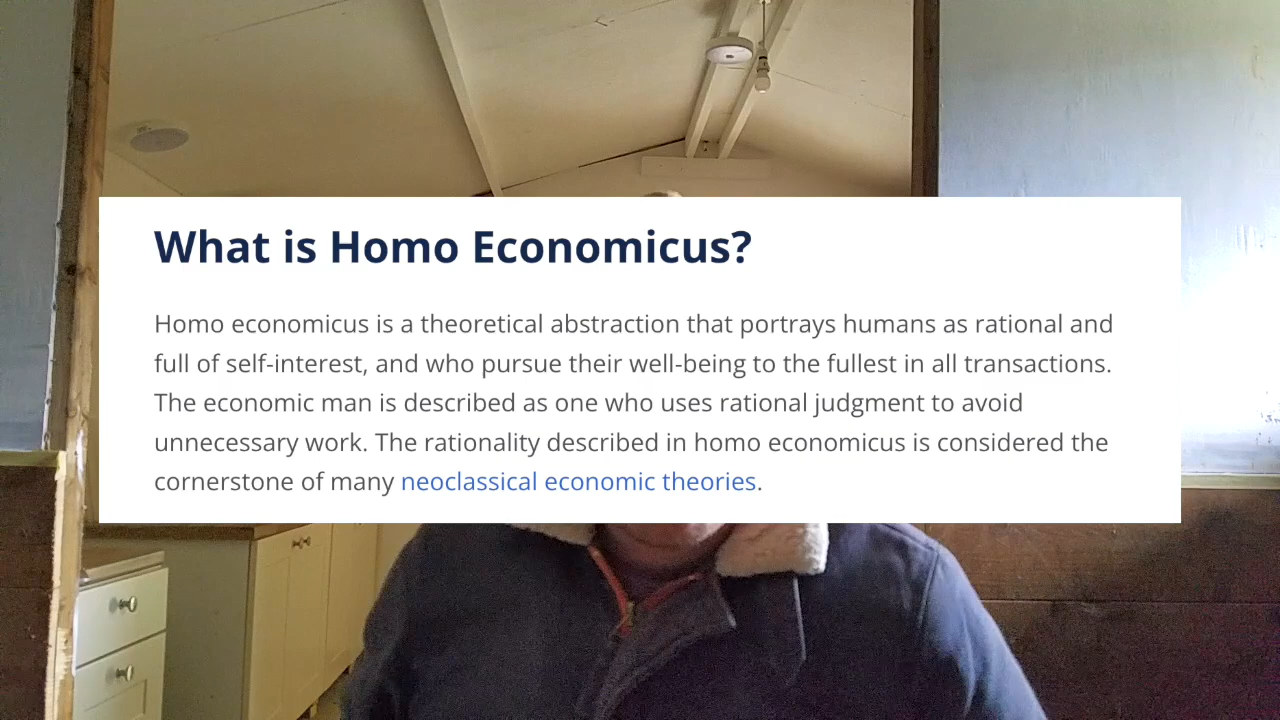 What is Homo Economicus?
Homo economicus is a theoretical abstraction that portrays humans as rational and
full of self-interest, and who pursue their well-being to the fullest in all transactions.
The economic man is described as one who uses rational judgment to avoid
unnecessary work. The rationality described in homo economicus is considered the
cornerstone of many neoclassical economic theories.